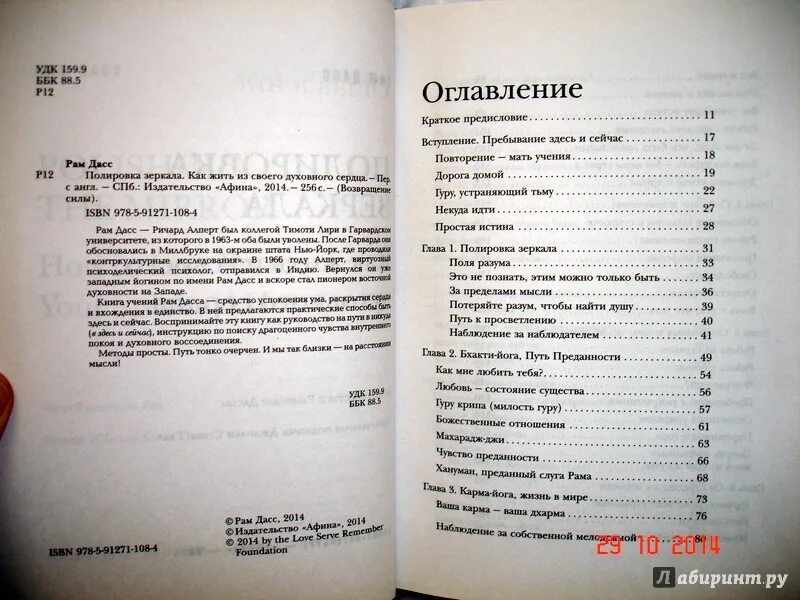 УДК 159.9
ББК 88.5
Р12
Рам Дасс
Р12 Полировка зеркала. Как жить из своего духовного сердца.— Пер.
с англ. — СПб.: Издательство «Афина», 2014.— 256 с.— (Возвращение
силы).
ISBN 978-5-91271-108-4
Рам Дасс — Ричард Алперт был коллегой Тимоти Лири в Гарвардском
университете, из которого в 1963-м оба были уволены. После Гарварда они
обосновались в Миллбруке на окраине штата Нью-Йорк, где проводили
«контркультурные исследования». В 1966 году Алперт, виртуозный
психоделический психолог, отправился в Индию. Вернулся он уже
западным йогином по имени Рам Дасс и вскоре стал пионером восточной
духовности на Западе.
Книга учений Рам Дасса — средство успокоения ума, раскрытия сердца
и вхождения в единство. В ней предлагаются практические способы быть
здесь и сейчас. Воспринимайте эту книгу как руководство на пути в никуда
(в здесь и сейчас), инструкцию по поиску драгоценного чувства внутреннего
покоя и духовного воссоединения.
Методы просты. Путь тонко очерчен. И мы так близки — на расстоянии
мысли!
УДК 159.9
ББК 88.5
© Рам Дасс, 2014
© Издательство «Афина», 2014
© 2014 by the Love Serve Remember
Foundation
ISBN 978-5-91271-108-4
Оглавление
Краткое предисловие 11
Вступление. Пребывание здесь и сейчас 17
Повторение — мать учения 18
Дорога домой 19
Гуру, устраняющий тьму 22
Некуда идти 27
Простая истина 28
Глава 1. Полировка зеркала 31
Поля разума 33
Это не познать, этим можно только быть 34
За пределами мысли 36
Потеряйте разум, чтобы найти душу 39
Путь к просветлению 40
Наблюдение за наблюдателем 41
Глава 2. Бхакти-йога, Путь Преданности 49
Как мне любить тебя? 54
Любовь — состояние существа 56
Гуру крипа (милость гуру) 57
Божественные отношения 61
Махарадж-джи 63
Чувство преданности 66
Хануман, преданный слуга Рама 68
Глава 3. Карма-йога, жизнь в мире 73
Ваша карма — ваша дхарма 76
Наблюдение за собственной мелодрамой
29 10 2014
Лабиринт.ру